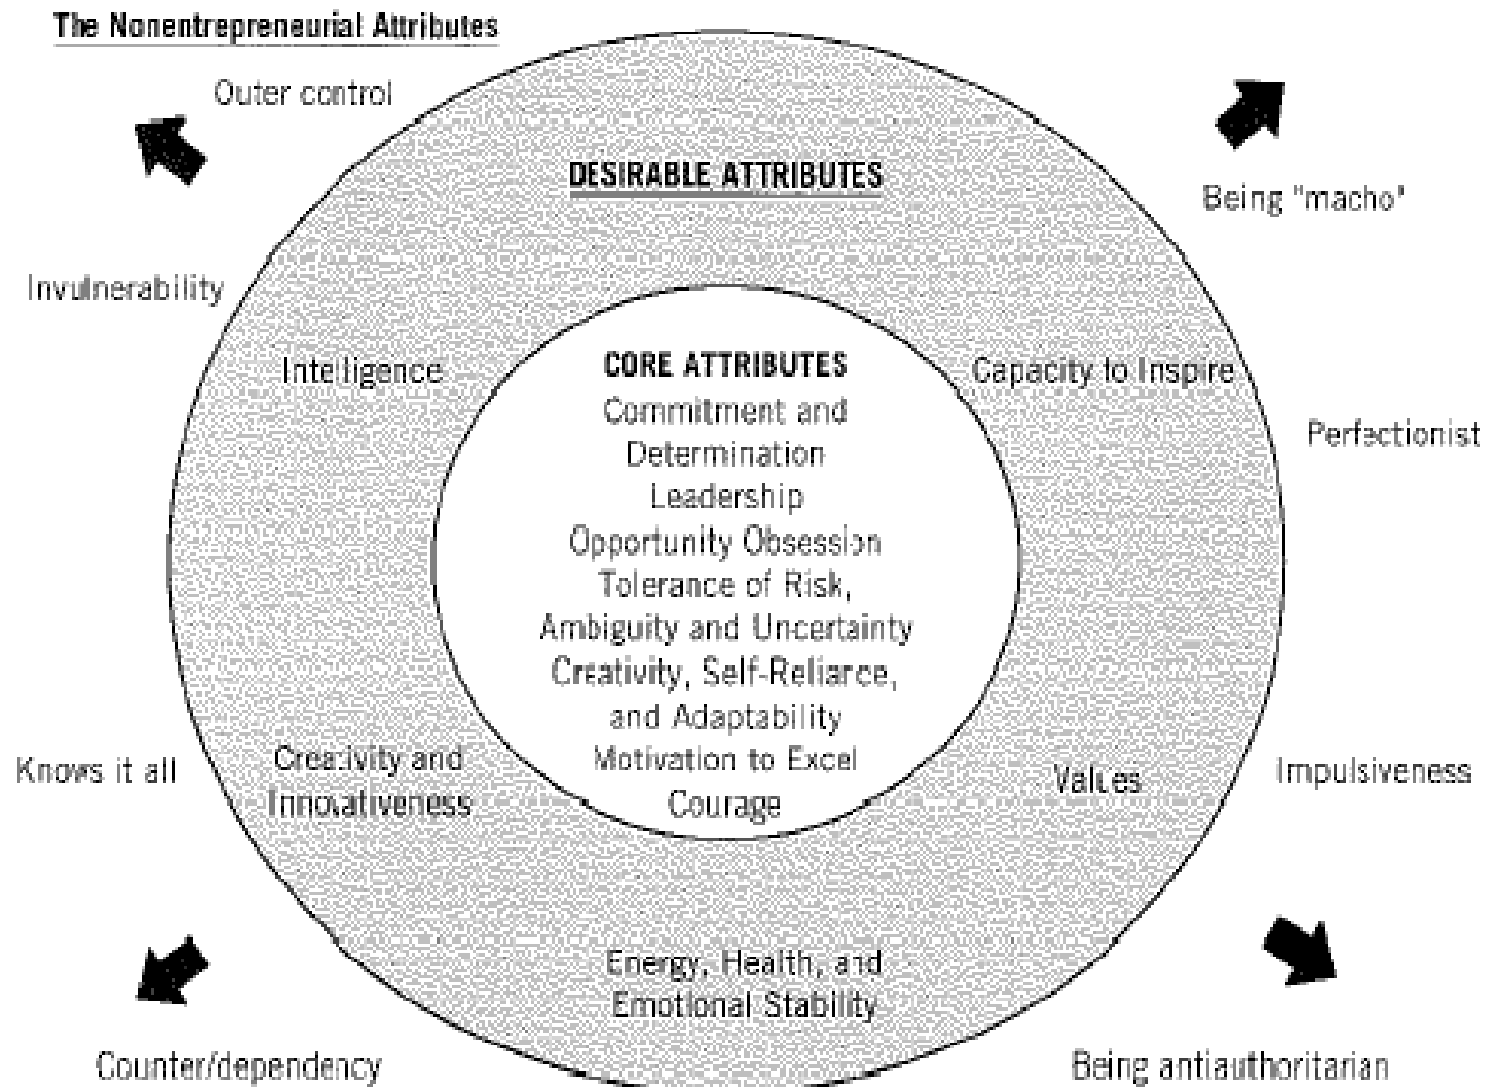 The Nonentrepreneurial Attributes
Outer control
Being "macho"
Invulnerability
Perfectionist
Knows it all
Impulsiveness
Counter/dependency
Being antiauthoritarian
DESIRABLE ATTRIBUTES
Intelligence
Capacity to Inspire
Creativity and
Innovativeness
Values
Energy, Health, and
Emotional Stability
CORE ATTRIBUTES
Commitment and
Determination
Leadership
Opportunity Obsession
Tolerance of Risk,
Ambiguity and Uncertainty
Creativity, Self-Reliance,
and Adaptability
Motivation to Excel
Courage